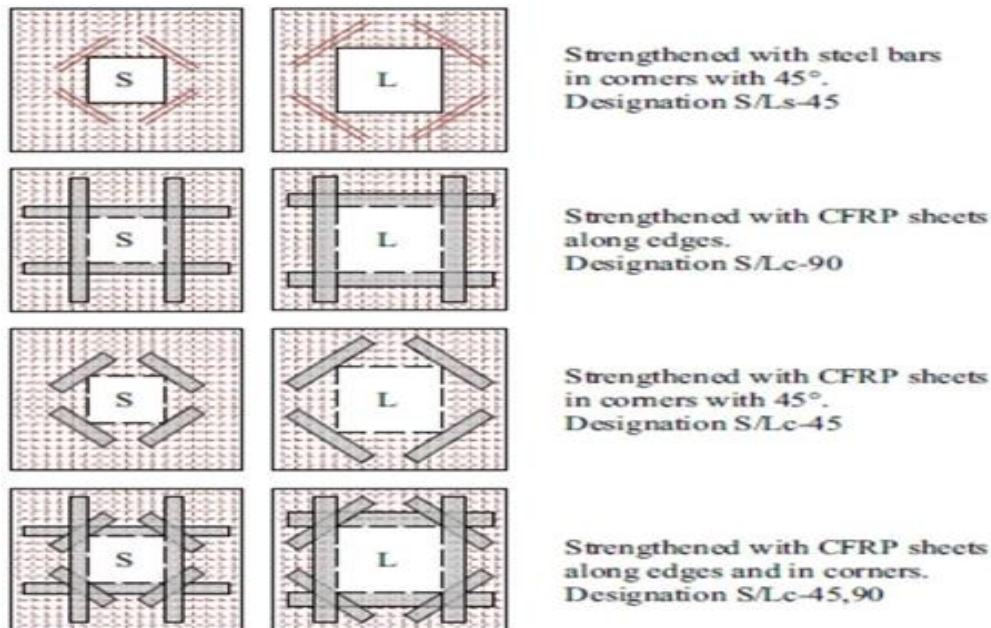 S
L
Strengthened with steel bars
in corners with 45°.
Designation S/Ls-45
S
L
Strengthened with CFRP sheets
along edges.
Designation S/Lc-90
S
L
Strengthened with CFRP sheets
in corners with 45°.
Designation S/Lc-45
S
L
Strengthened with CFRP sheets
along edges and in corners.
Designation S/Lc-45,90